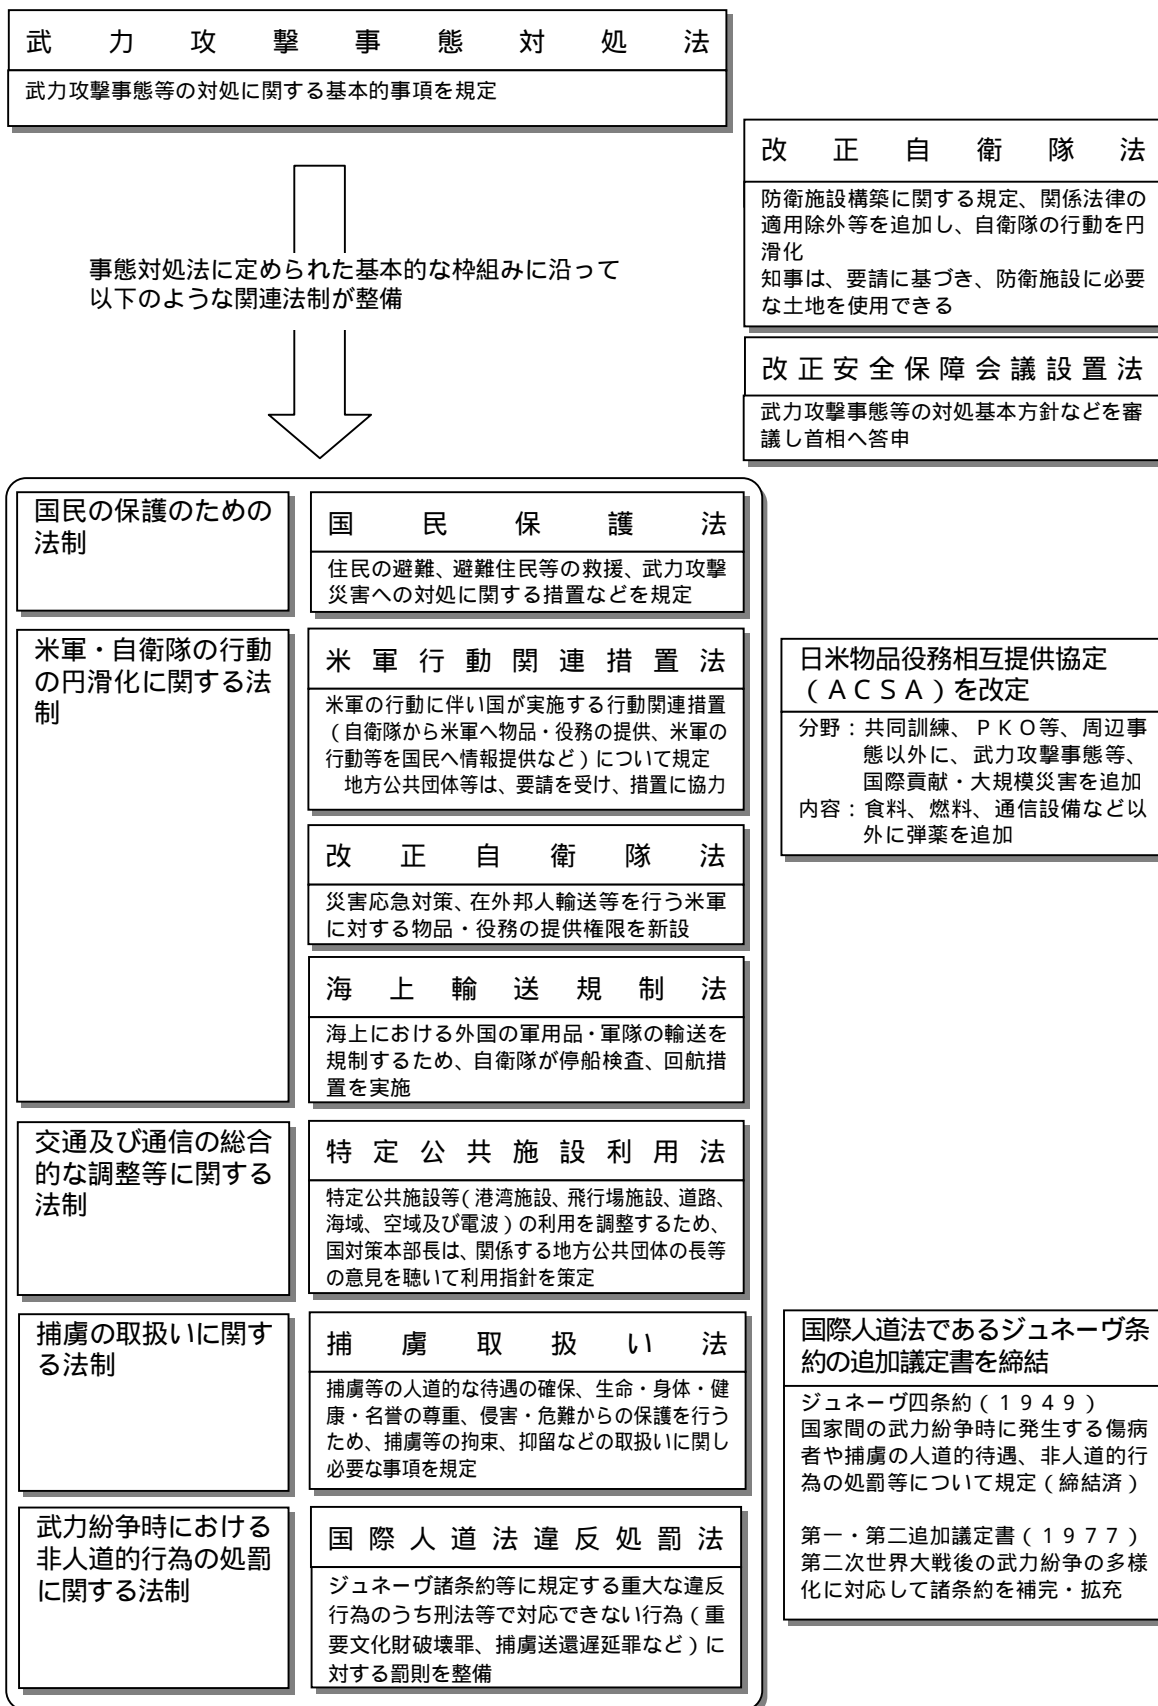 武力攻撃事態対処法
武力攻撃事態等の対処に関する基本的事項を規定
改正自衛隊法
防衛施設構築に関する規定、関係法律の
適用除外等を追加し、自衛隊の行動を円
滑化
知事は、要請に基づき、防衛施設に必要
な土地を使用できる
事態対処法に定められた基本的な枠組みに沿って
以下のような関連法制が整備
改正安全保障会議設置法
武力攻撃事態等の対処基本方針などを審
議し首相へ答申
国民の保護のための
法制
国民保護法
住民の避難、避難住民等の救援、武力攻撃
災害への対処に関する措置などを規定
米軍・自衛隊の行動
の円滑化に関する法
制
米軍行動関連措置法
米軍の行動に伴い国が実施する行動関連措置
(自衛隊から米軍へ物品・役務の提供、米軍の
行動等を国民へ情報提供など)について規定
地方公共団体等は、要請を受け、措置に協力
日米物品役務相互提供協定
(ACSA)を改定
分野:共同訓練、PKO等、周辺事
態以外に、武力攻撃事態等、
国際貢献・大規模災害を追加
内容:食料、燃料、通信設備など以
外に弾薬を追加
改正自衛隊法
災害応急対策、在外邦人輸送等を行う米軍
に対する物品・役務の提供権限を新設
海上輸送規制法
海上における外国の軍用品・軍隊の輸送を
規制するため、自衛隊が停船検査、回航措
置を実施
交通及び通信の総合
的な調整等に関する
法制
特定公共施設利用法
特定公共施設等(港湾施設、飛行場施設、道路、
海域、空域及び電波)の利用を調整するため、
国対策本部長は、関係する地方公共団体の長等
の意見を聴いて利用指針を策定
捕虜の取扱いに関す
る法制
捕虜取扱い法
捕虜等の人道的な待遇の確保、生命・身体・健
康・名誉の尊重、侵害・危難からの保護を行う
ため、捕虜等の拘束、抑留などの取扱いに関し
必要な事項を規定
国際人道法であるジュネーヴ条
約の追加議定書を締結
ジュネーヴ四条約(1949)
国家間の武力紛争時に発生する傷病
者や捕虜の人道的待遇、非人道的行
為の処罰等について規定(締結済)
第一・第二追加議定書(1977)
第二次世界大戦後の武力紛争の多様
化に対応して諸条約を補完・拡充
武力紛争時における
非人道的行為の処罰
に関する法制
国際人道法違反処罰法
ジュネーヴ諸条約等に規定する重大な違反
行為のうち刑法等で対応できない行為(重
要文化財破壊罪、捕虜送還遅延罪など)に
対する罰則を整備